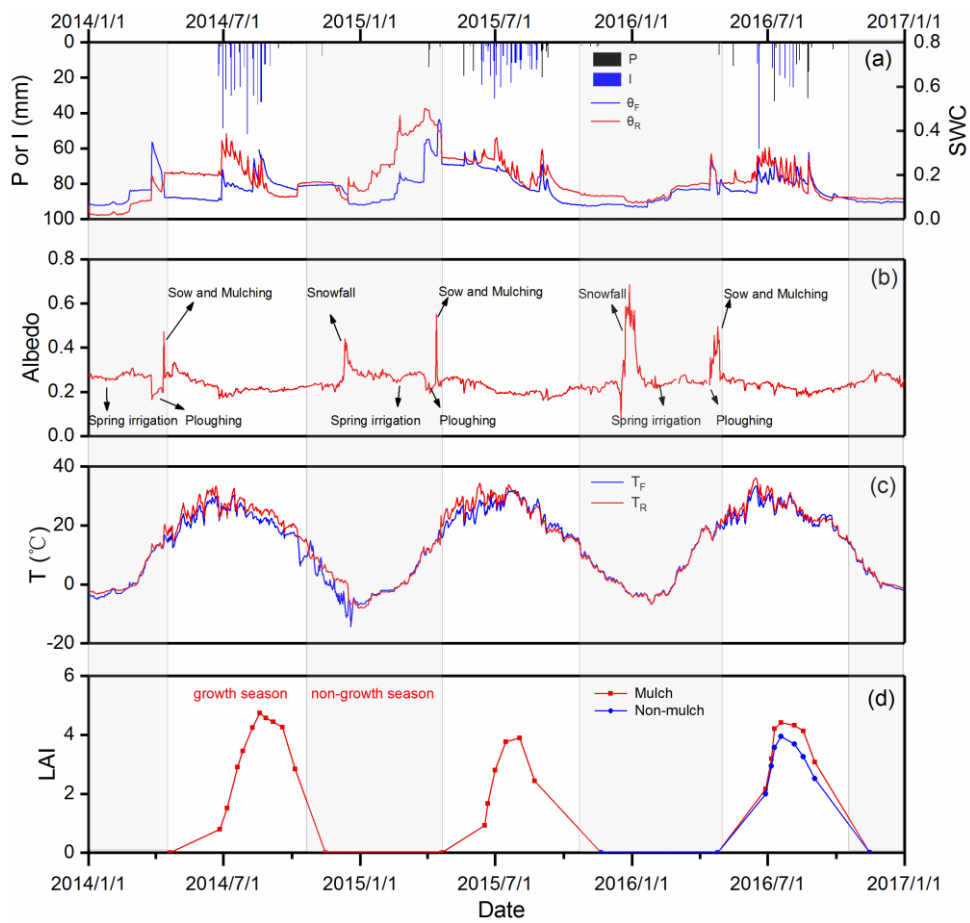 2014/1/1 2014/7/1 2015/1/1 2015/7/1 2016/1/1 2016/7/1 2017/1/1
0 0.8
(a)
P
20 I 0.6
θF
40 θR 0.4
P or I (mm) SWC
60
80 0.2
100 0.0
0.8
(b)
Sow and Mulching Snowfall Sow and Mulching Snowfall Sow and Mulching
0.6
Albedo
0.4
0.2
Spring irrigation Ploughing Spring irrigation Ploughing Spring irrigation Ploughing
0.0
40
TF (c)
TR
20
T (℃)
0
-20
6
growth season non-growth season Mulch (d)
Non-mulch
4
LAI
2
0
2014/1/1 2014/7/1 2015/1/1 2015/7/1 2016/1/1 2016/7/1 2017/1/1
Date